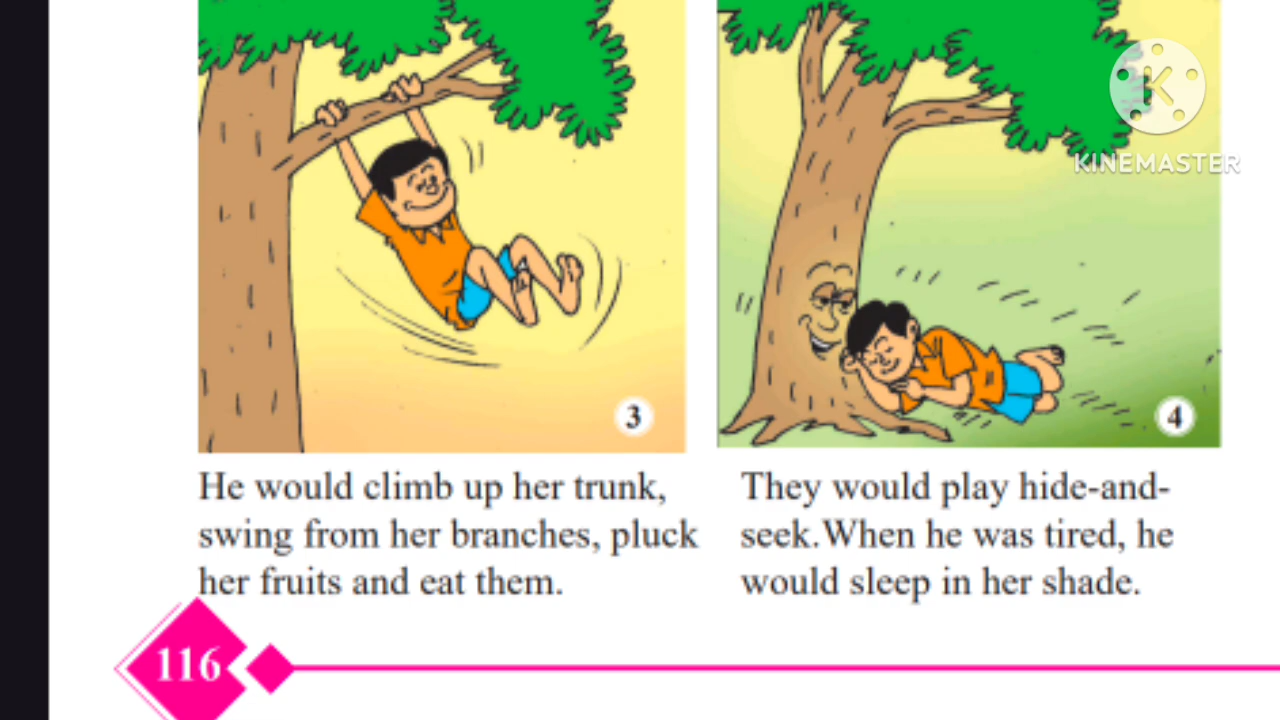 K
KINEMASTER
3
4
He would climb up her trunk,
swing from her branches, pluck
her fruits and eat them.
They would play hide-and-
seek.When he was tired, he
would sleep in her shade.
116